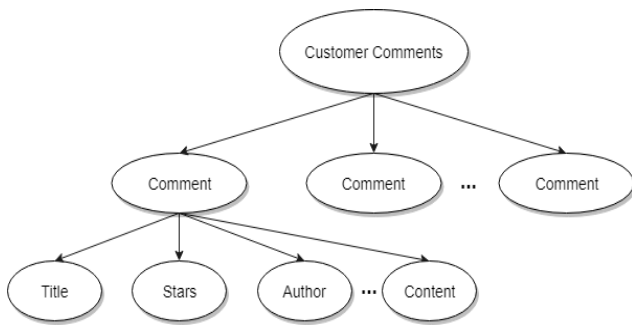 Customer Comments
Comment
Comment
...
Comment
Title
Stars
Author
...
Content